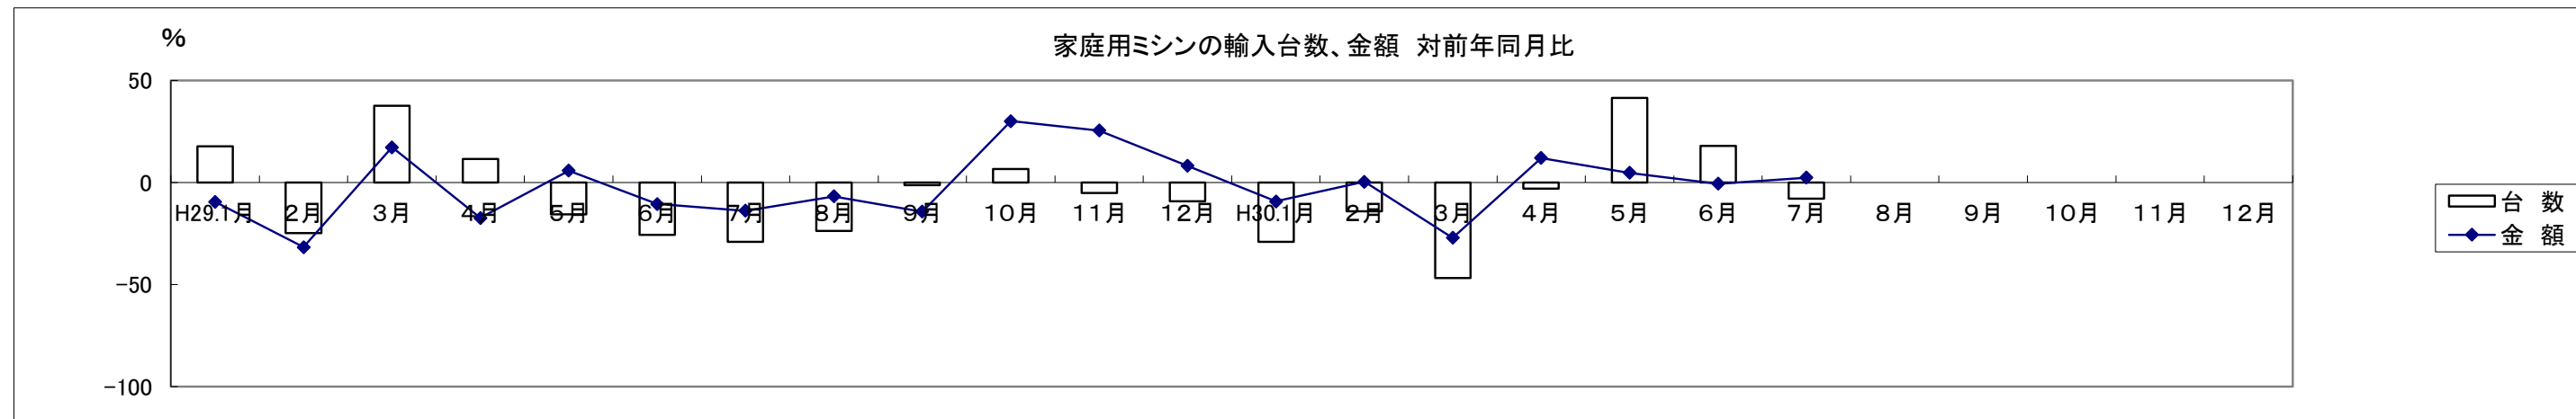 %
家庭用ミシンの輸入台数、金額 対前年同月比
50
0
-50
-100
H29.1月 2月 3月 4月 5月 6月 7月 8月 9月 10月 11月 12月 H30.1月 2月 3月 4月 5月 6月 7月 8月 9月 10月 11月 12月
台 数
金 額